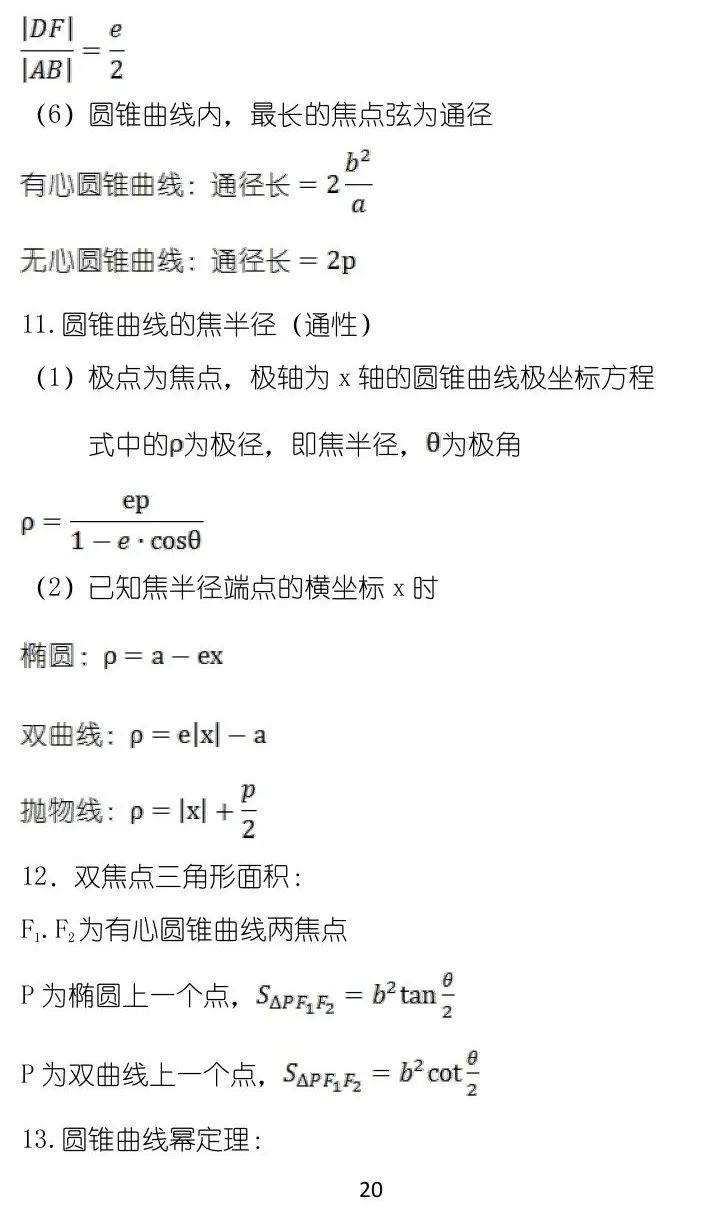 |DF|/|AB| = e/2
（6）圆锥曲线内，最长的焦点弦为通径
有心圆锥曲线：通径长 = 2 b²/a
无心圆锥曲线：通径长 = 2p
11.圆锥曲线的焦半径（通性）
（1）极点为焦点，极轴为 x 轴的圆锥曲线极坐标方程
式中的ρ为极径，即焦半径，θ为极角
ρ = ep/(1 − e · cosθ)
（2）已知焦半径端点的横坐标 x 时
椭圆：ρ = a − ex
双曲线：ρ = e|x| − a
抛物线：ρ = |x| + p/2
12．双焦点三角形面积：
F₁.F₂为有心圆锥曲线两焦点
P 为椭圆上一个点，S_{ΔPF₁F₂} = b² tan θ/2
P 为双曲线上一个点，S_{ΔPF₁F₂} = b² cot θ/2
13.圆锥曲线幂定理：
20